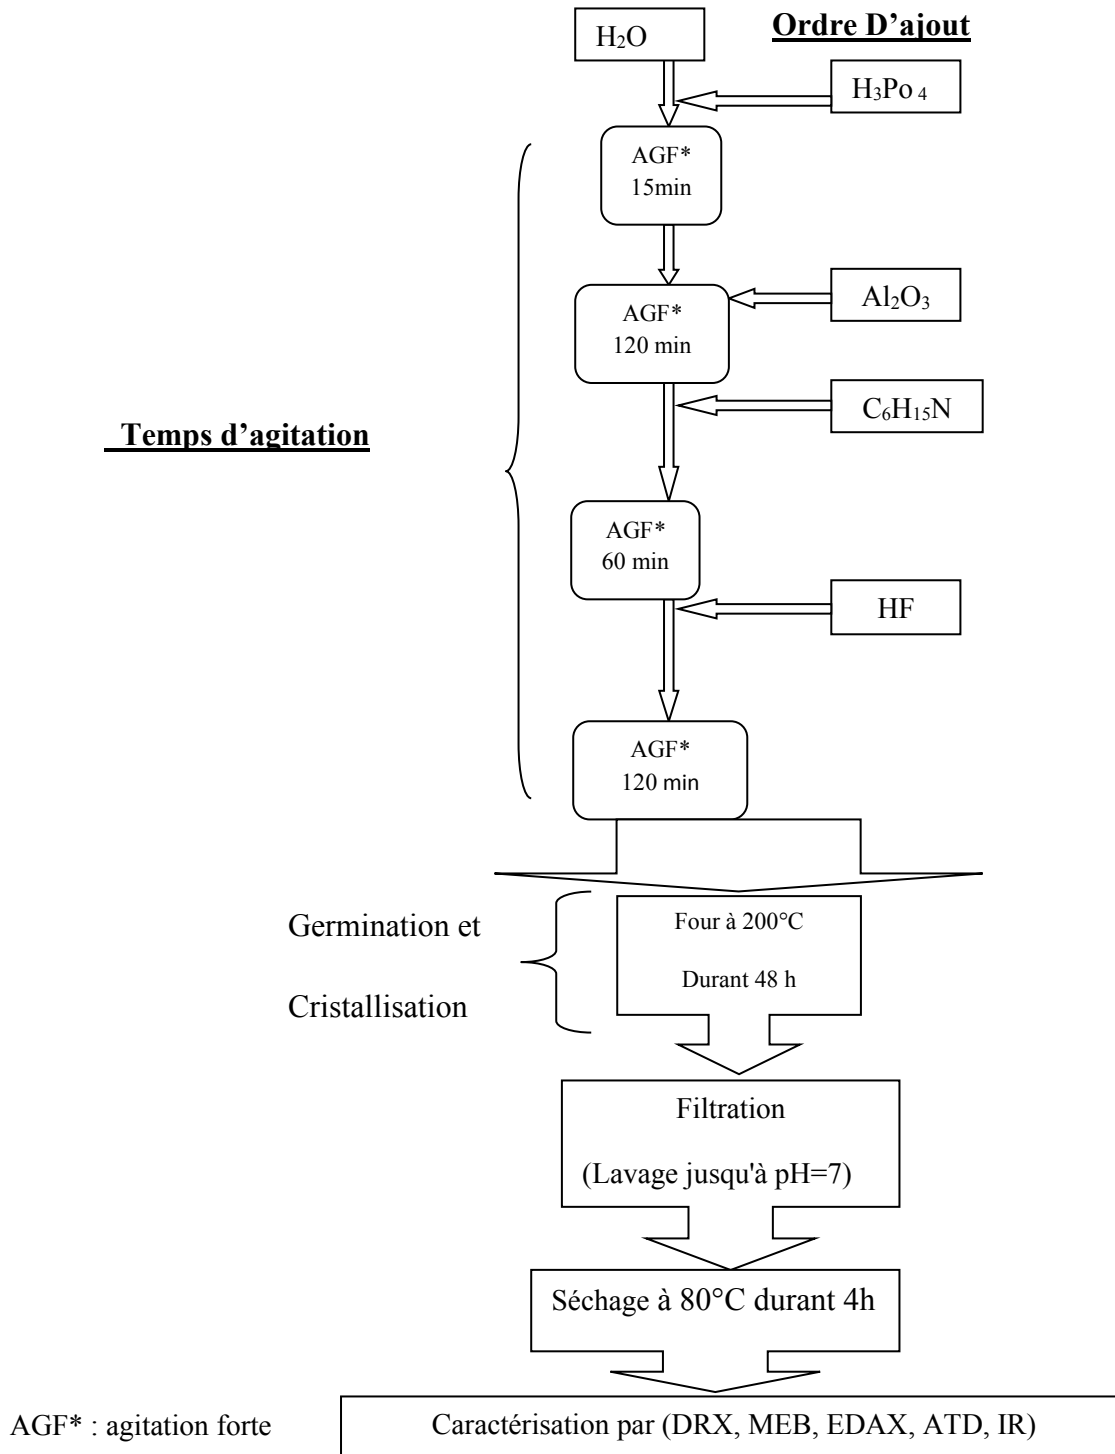 Ordre D’ajout
H₂O
H₃Po ₄
AGF*
15min
Al₂O₃
AGF*
120 min
C₆H₁₅N
Temps d’agitation
AGF*
60 min
HF
AGF*
120 min
Germination et
Cristallisation
Four à 200°C
Durant 48 h
Filtration
(Lavage jusqu'à pH=7)
Séchage à 80°C durant 4h
AGF* : agitation forte
Caractérisation par (DRX, MEB, EDAX, ATD, IR)